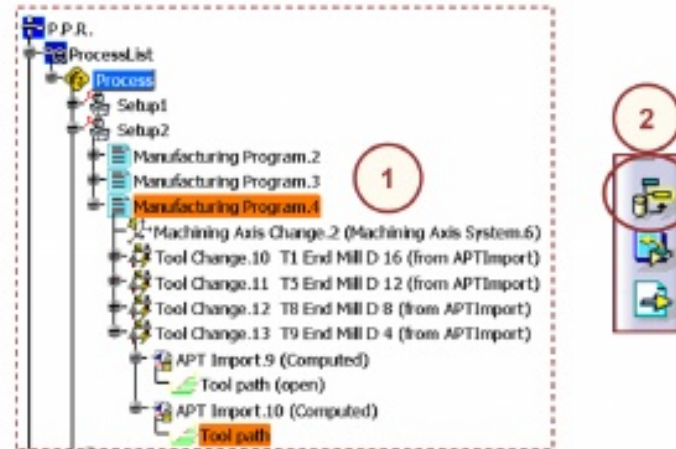 P.P.R.
ProcessList
Process
Setup1
Setup2
Manufacturing Program.2
Manufacturing Program.3
Manufacturing Program.4
Machining Axis Change.2 (Machining Axis System.6)
Tool Change.10 T1 End Mill D 16 (from APTImport)
Tool Change.11 T5 End Mill D 12 (from APTImport)
Tool Change.12 T8 End Mill D 8 (from APTImport)
Tool Change.13 T9 End Mill D 4 (from APTImport)
APT Import.9 (Computed)
Tool path (open)
APT Import.10 (Computed)
Tool path
1
2